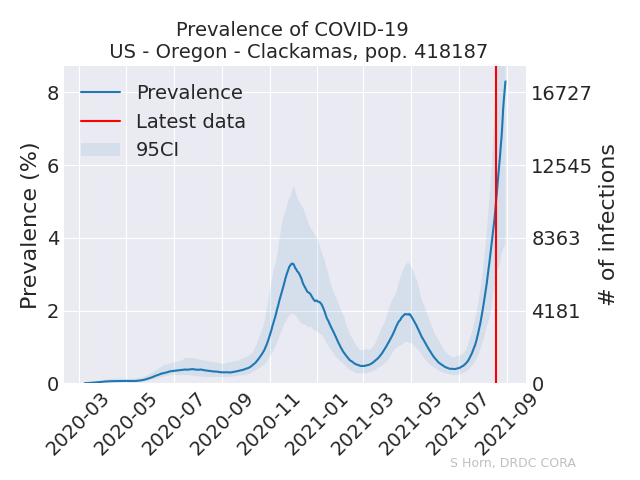 Prevalence of COVID-19
US - Oregon - Clackamas, pop. 418187
Prevalence
Latest data
95CI
Prevalence (%)
8
6
4
2
0
16727
12545
8363
4181
0
# of infections
2020-03
2020-05
2020-07
2020-09
2020-11
2021-01
2021-03
2021-05
2021-07
2021-09
S Horn, DRDC CORA